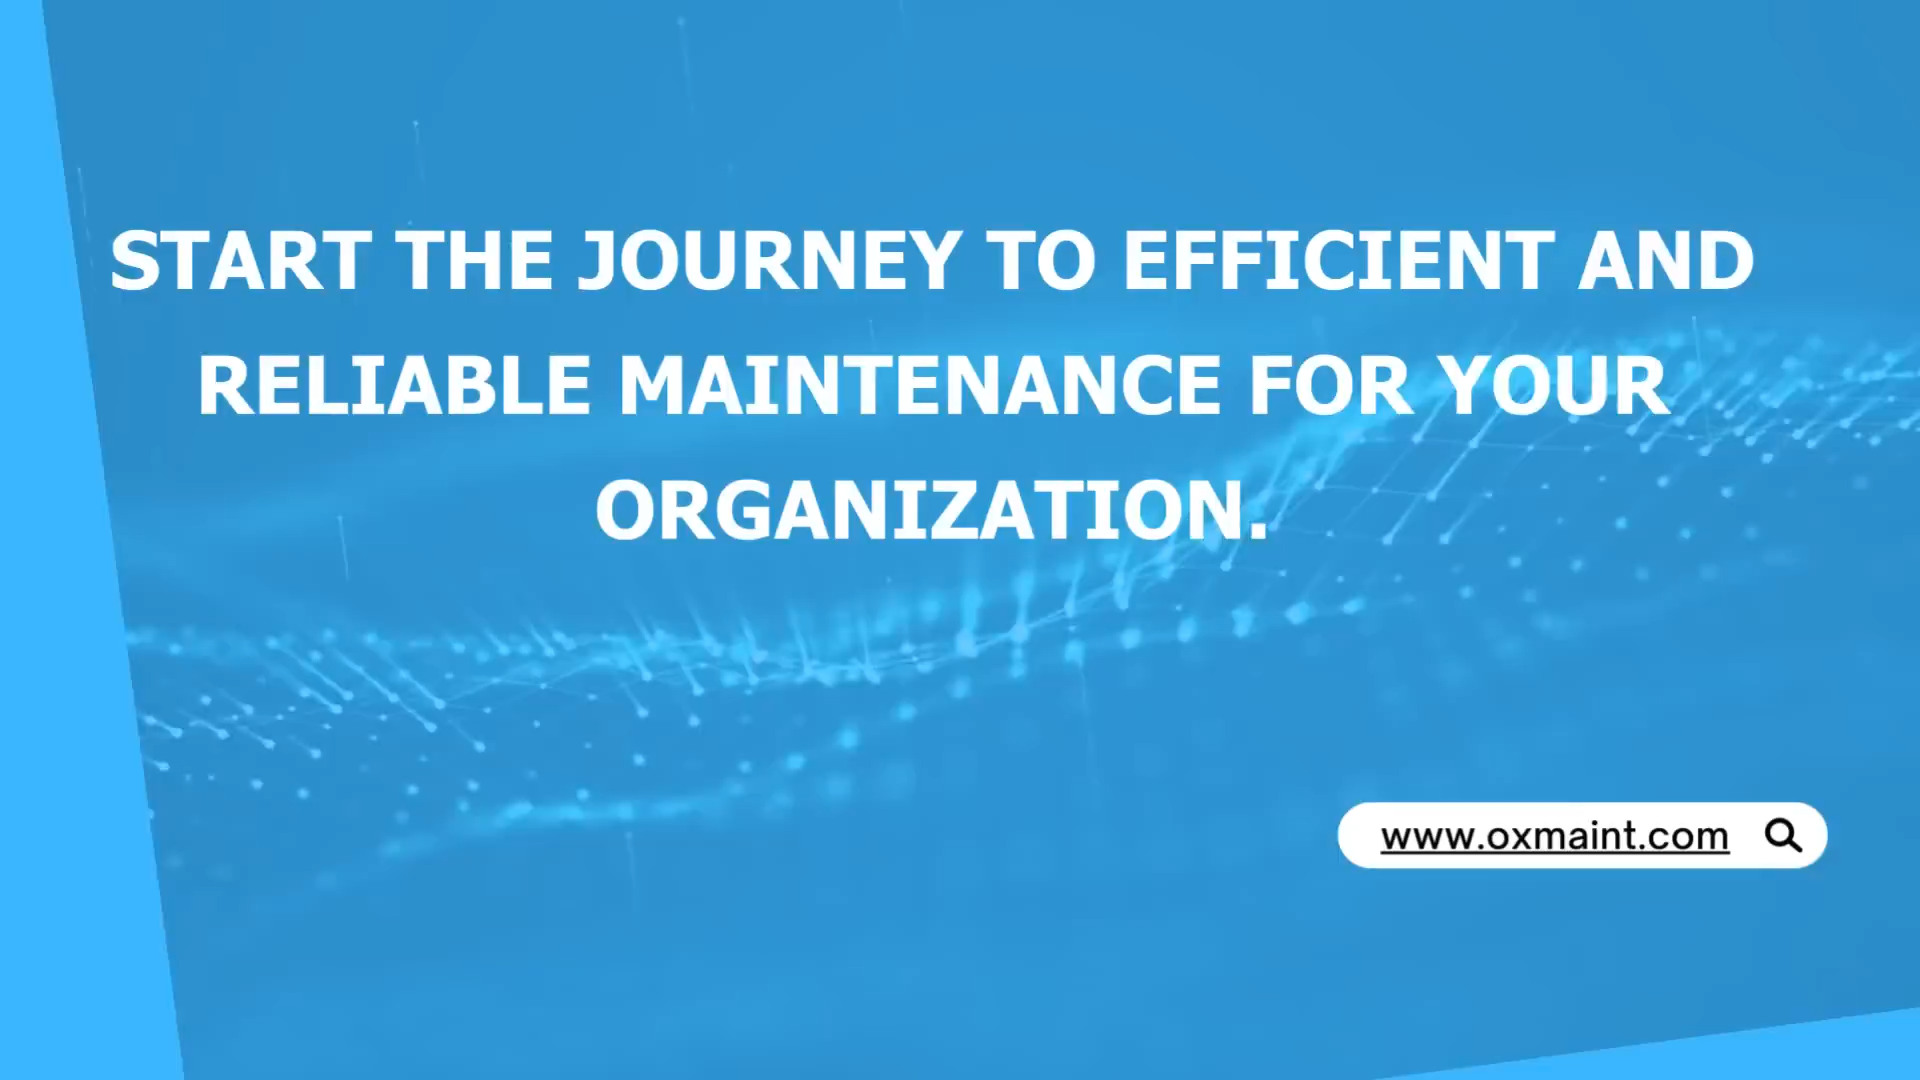 START THE JOURNEY TO EFFICIENT AND
RELIABLE MAINTENANCE FOR YOUR
ORGANIZATION.
www.oxmaint.com